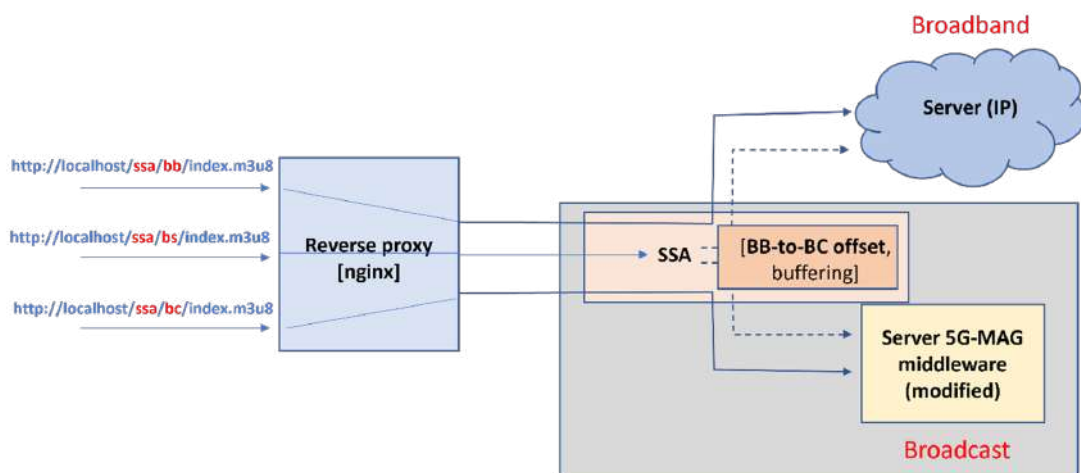 Broadband
Server (IP)
http://localhost/ssa/bb/index.m3u8
http://localhost/ssa/bs/index.m3u8
http://localhost/ssa/bc/index.m3u8
Reverse proxy
[nginx]
SSA
[BB-to-BC offset,
buffering]
Server 5G-MAG
middleware
(modified)
Broadcast